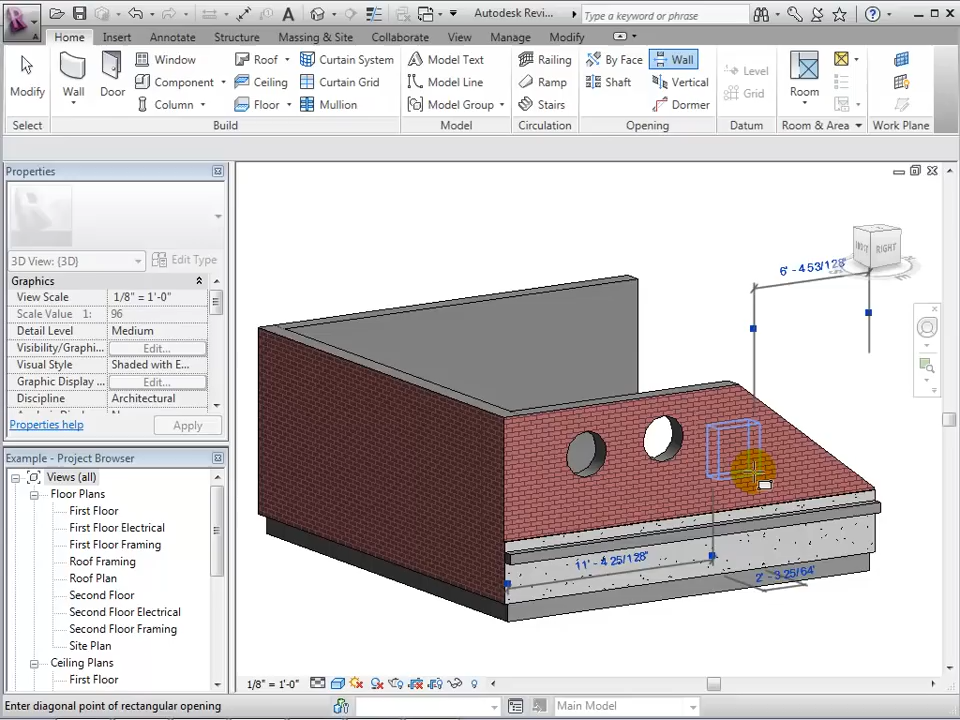 Autodesk Revi...
Type a keyword or phrase
Home Insert Annotate Structure Massing & Site Collaborate View Manage Modify
Modify Wall Door Window Component Column Roof Ceiling Floor Curtain System Curtain Grid Mullion Model Text Model Line Model Group Railing Ramp Stairs By Face Shaft Wall Vertical Dormer Level Grid Room
Select Build Model Circulation Opening Datum Room & Area Work Plane
Properties
3D View: {3D} Edit Type
Graphics
View Scale 1/8" = 1'-0"
Scale Value 1: 96
Detail Level Medium
Visibility/Graphi... Edit...
Visual Style Shaded with E...
Graphic Display ... Edit...
Discipline Architectural
Properties help Apply
Example - Project Browser
Views (all)
Floor Plans
First Floor
First Floor Electrical
First Floor Framing
Roof Framing
Roof Plan
Second Floor
Second Floor Electrical
Second Floor Framing
Site Plan
Ceiling Plans
First Floor
6' - 4 53/128"
RIGHT
11' - 4 25/128"
2' - 3 25/64"
1/8" = 1'-0"
Enter diagonal point of rectangular opening
Main Model